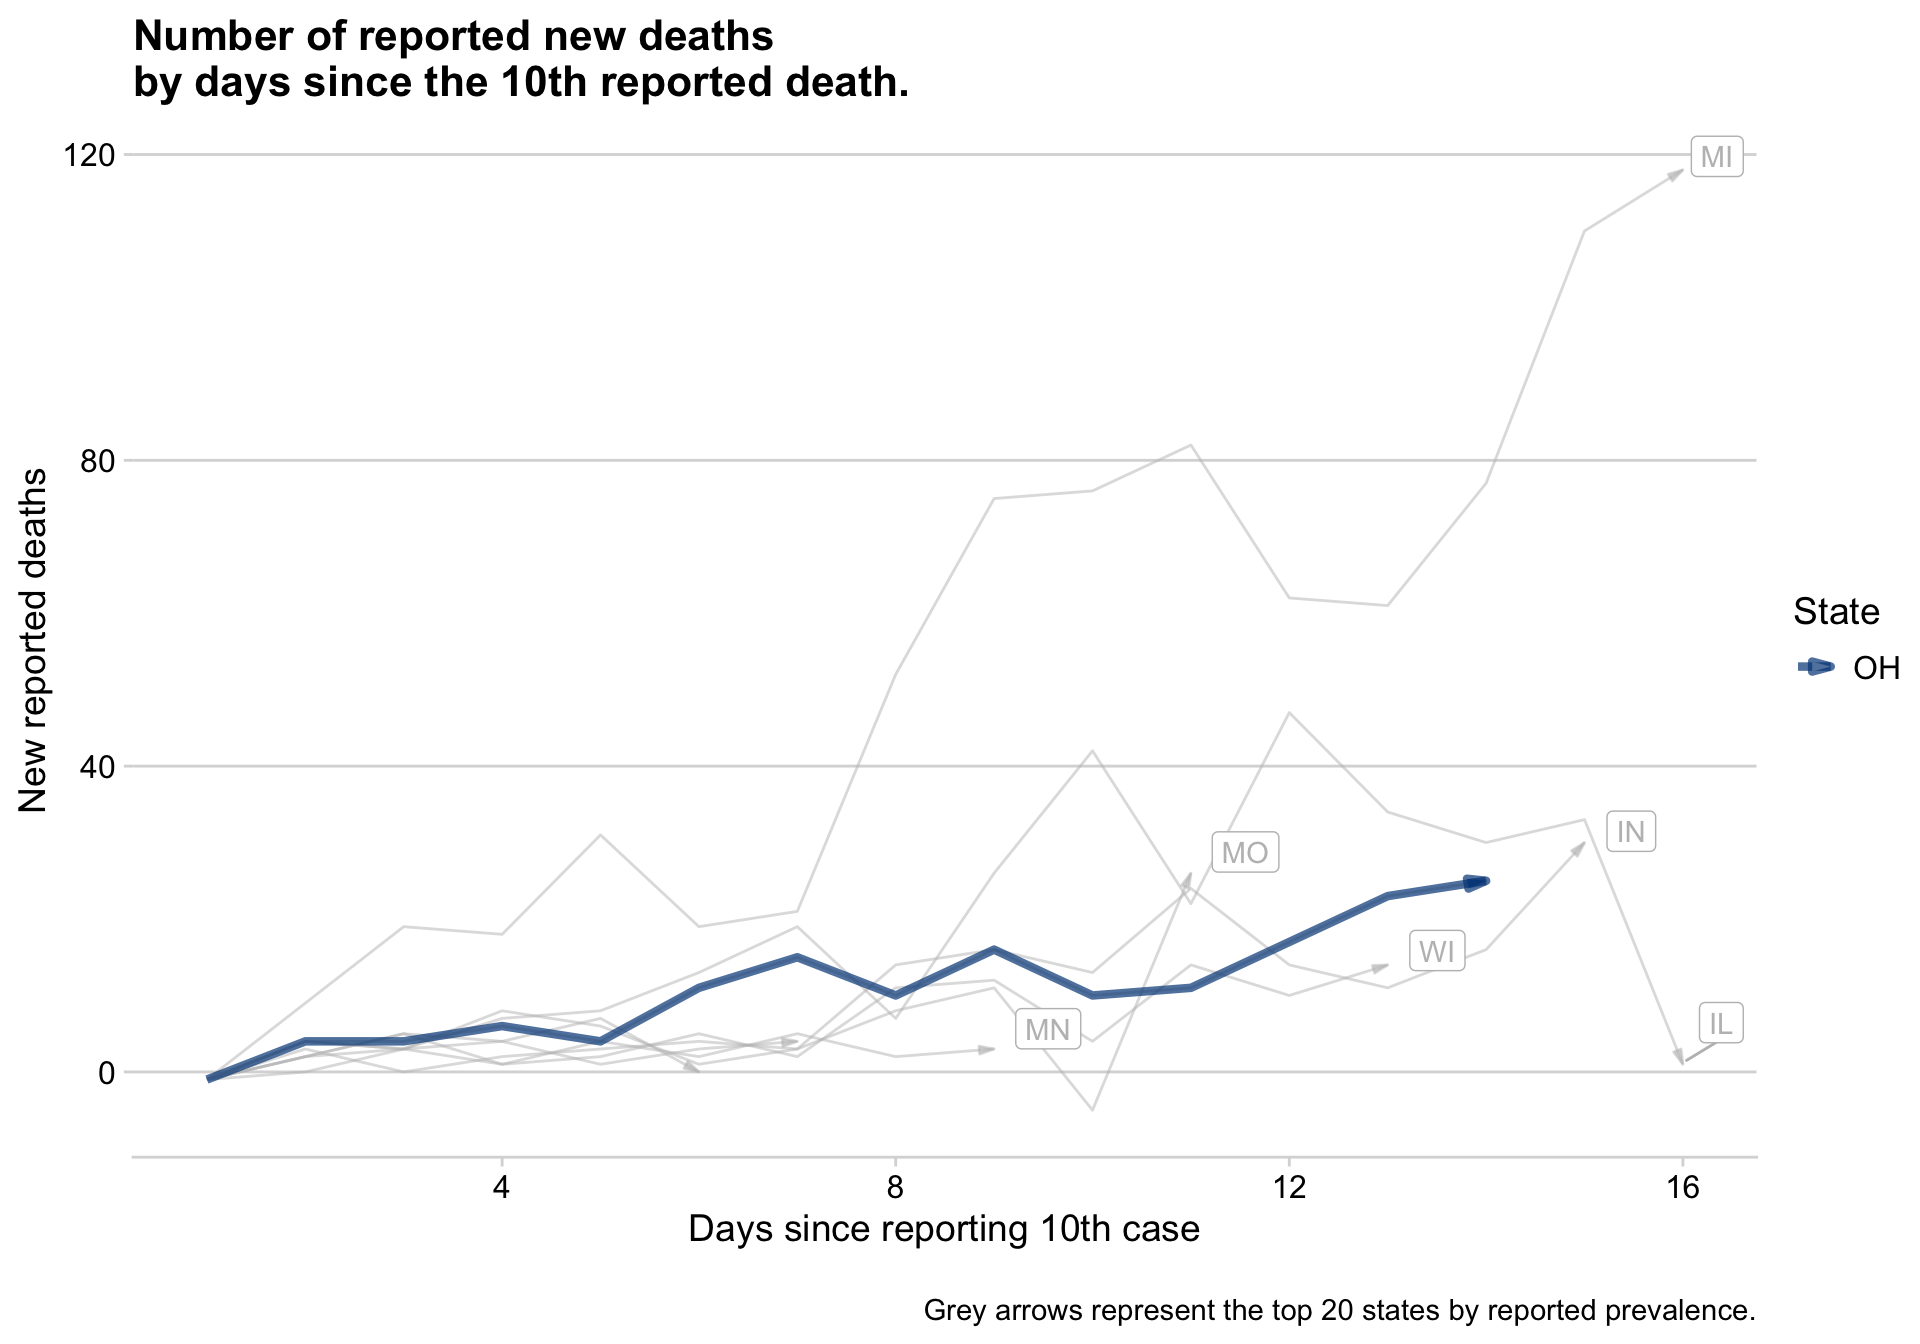 Number of reported new deaths
by days since the 10th reported death.
120
80
40
0
New reported deaths
MI
MO
IN
WI
MN
IL
State
OH
4
8
12
16
Days since reporting 10th case
Grey arrows represent the top 20 states by reported prevalence.